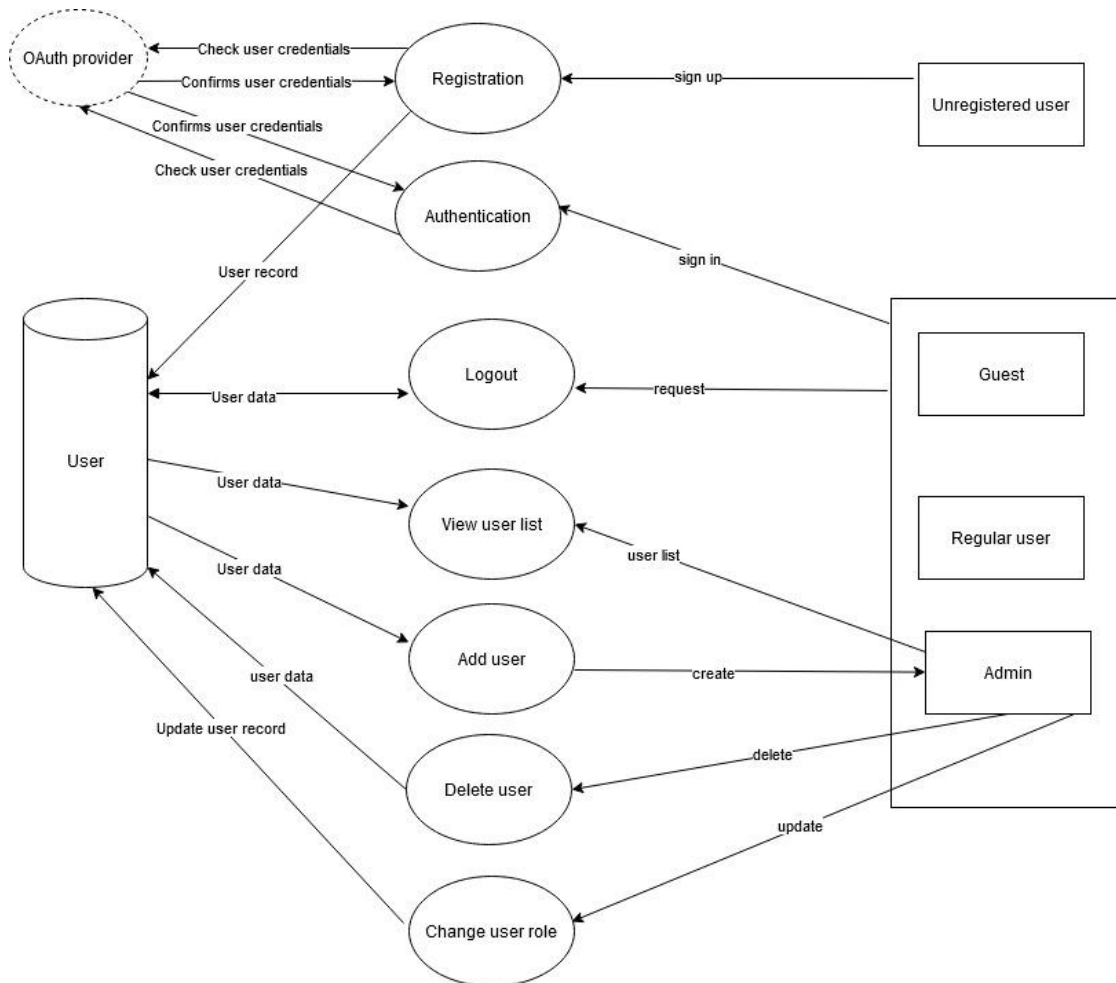 OAuth provider
Check user credentials
Confirms user credentials
Registration
sign up
Unregistered user
Confirms user credentials
Check user credentials
Authentication
sign in
User record
Guest
Logout
request
User data
User
User data
View user list
Regular user
user list
User data
Add user
create
Admin
user data
Update user record
Delete user
delete
update
Change user role